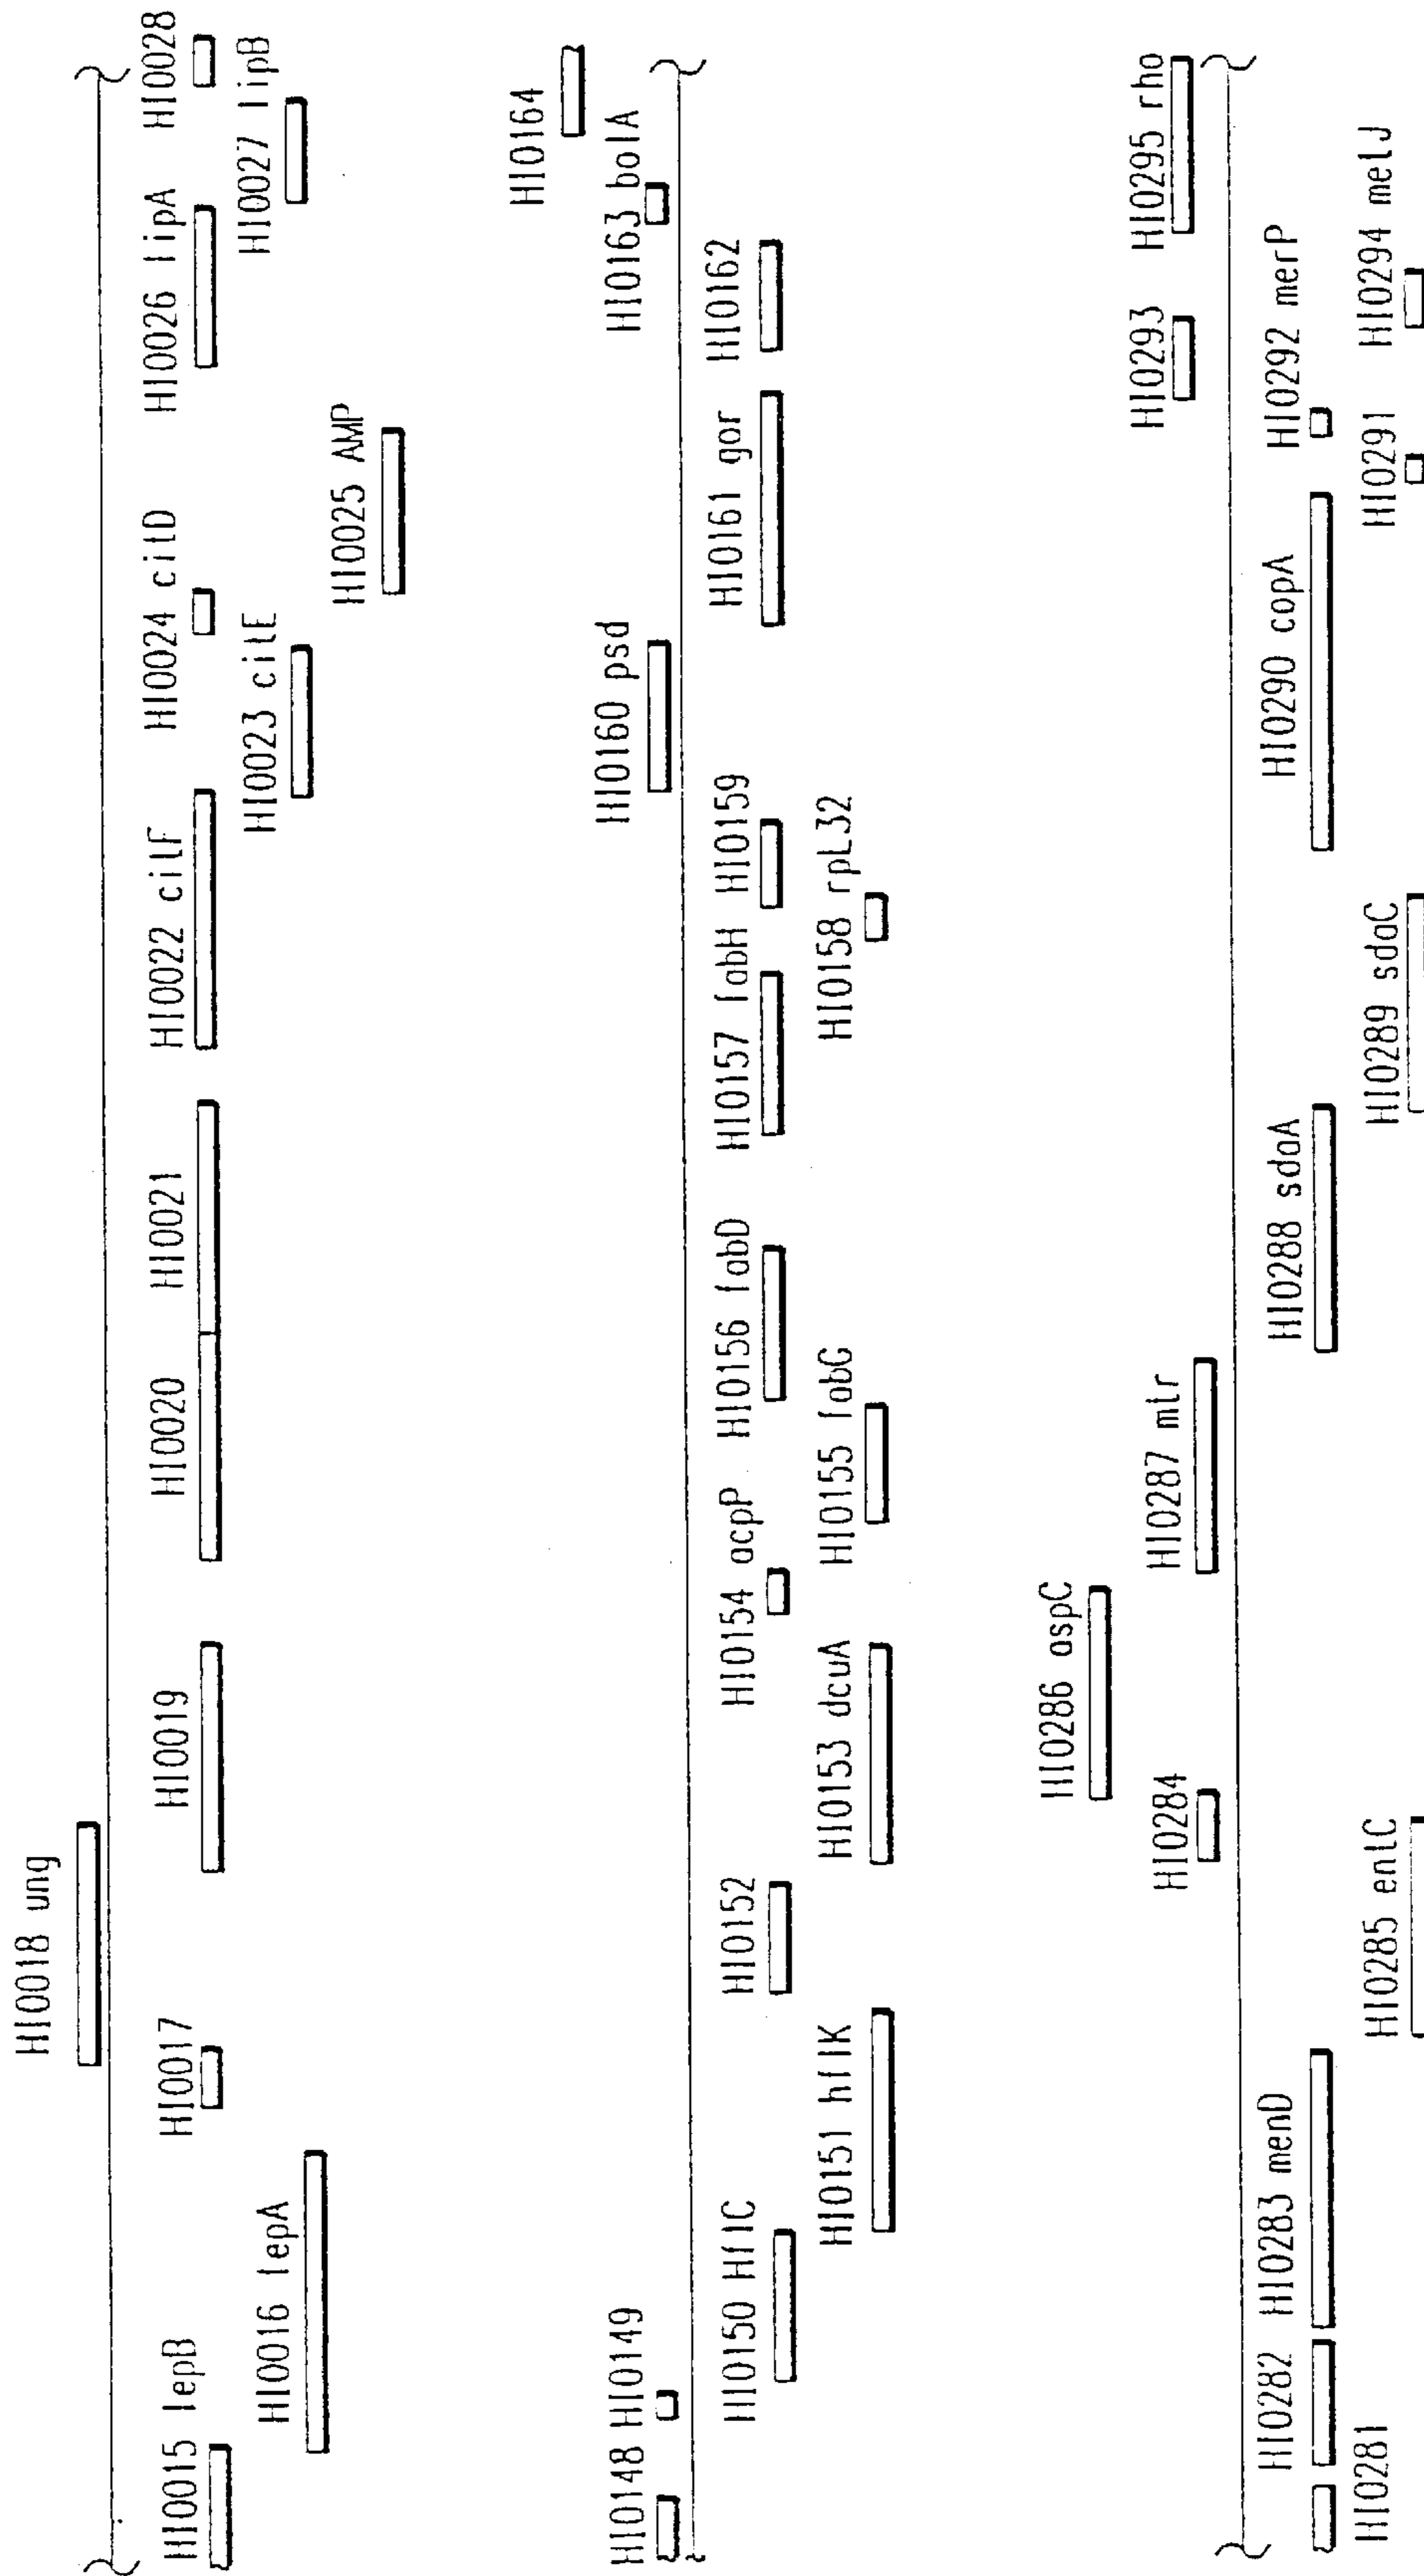 HI0018 ung
HI0015 lepB
HI0017
HI0019
HI0020
HI0021
HI0022 citF
HI0024 citD
HI0026 lipA
HI0028
HI0016 lepA
HI0023 citE
HI0027 lipB
HI0025 AMP
HI0164
HI0148
HI0149
HI0160 psd
HI0163 bolA
HI0150 HflC
HI0152
HI0154 acpP
HI0156 fabD
HI0157 fabH
HI0159
HI0161 gor
HI0162
HI0151 hflK
HI0153 dcuA
HI0155 fabG
HI0158 rpL32
HI0286 aspC
HI0284
HI0287 mtr
HI0293
HI0295 rho
HI0282
HI0283 menD
HI0288 sdaA
HI0290 copA
HI0292 merP
HI0281
HI0285 entC
HI0289 sdaC
HI0291
HI0294 metJ